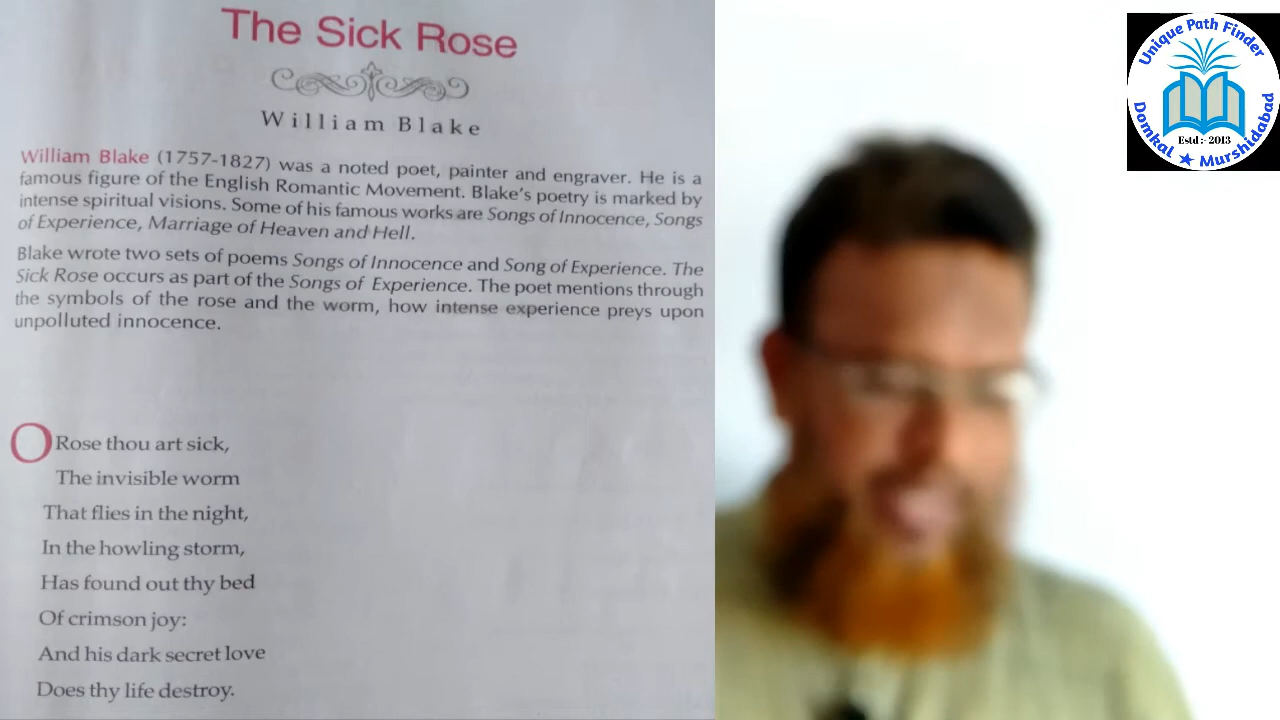 The Sick Rose
William Blake
William Blake (1757-1827) was a noted poet, painter and engraver. He is a
famous figure of the English Romantic Movement. Blake's poetry is marked by
intense spiritual visions. Some of his famous works are Songs of Innocence, Songs
of Experience, Marriage of Heaven and Hell.
Blake wrote two sets of poems Songs of Innocence and Song of Experience. The
Sick Rose occurs as part of the Songs of Experience. The poet mentions through
the symbols of the rose and the worm, how intense experience preys upon
unpolluted innocence.
O Rose thou art sick,
The invisible worm
That flies in the night,
In the howling storm,
Has found out thy bed
Of crimson joy:
And his dark secret love
Does thy life destroy.
Unique Path Finder
Estd :- 2013
Domkal ★ Murshidabad